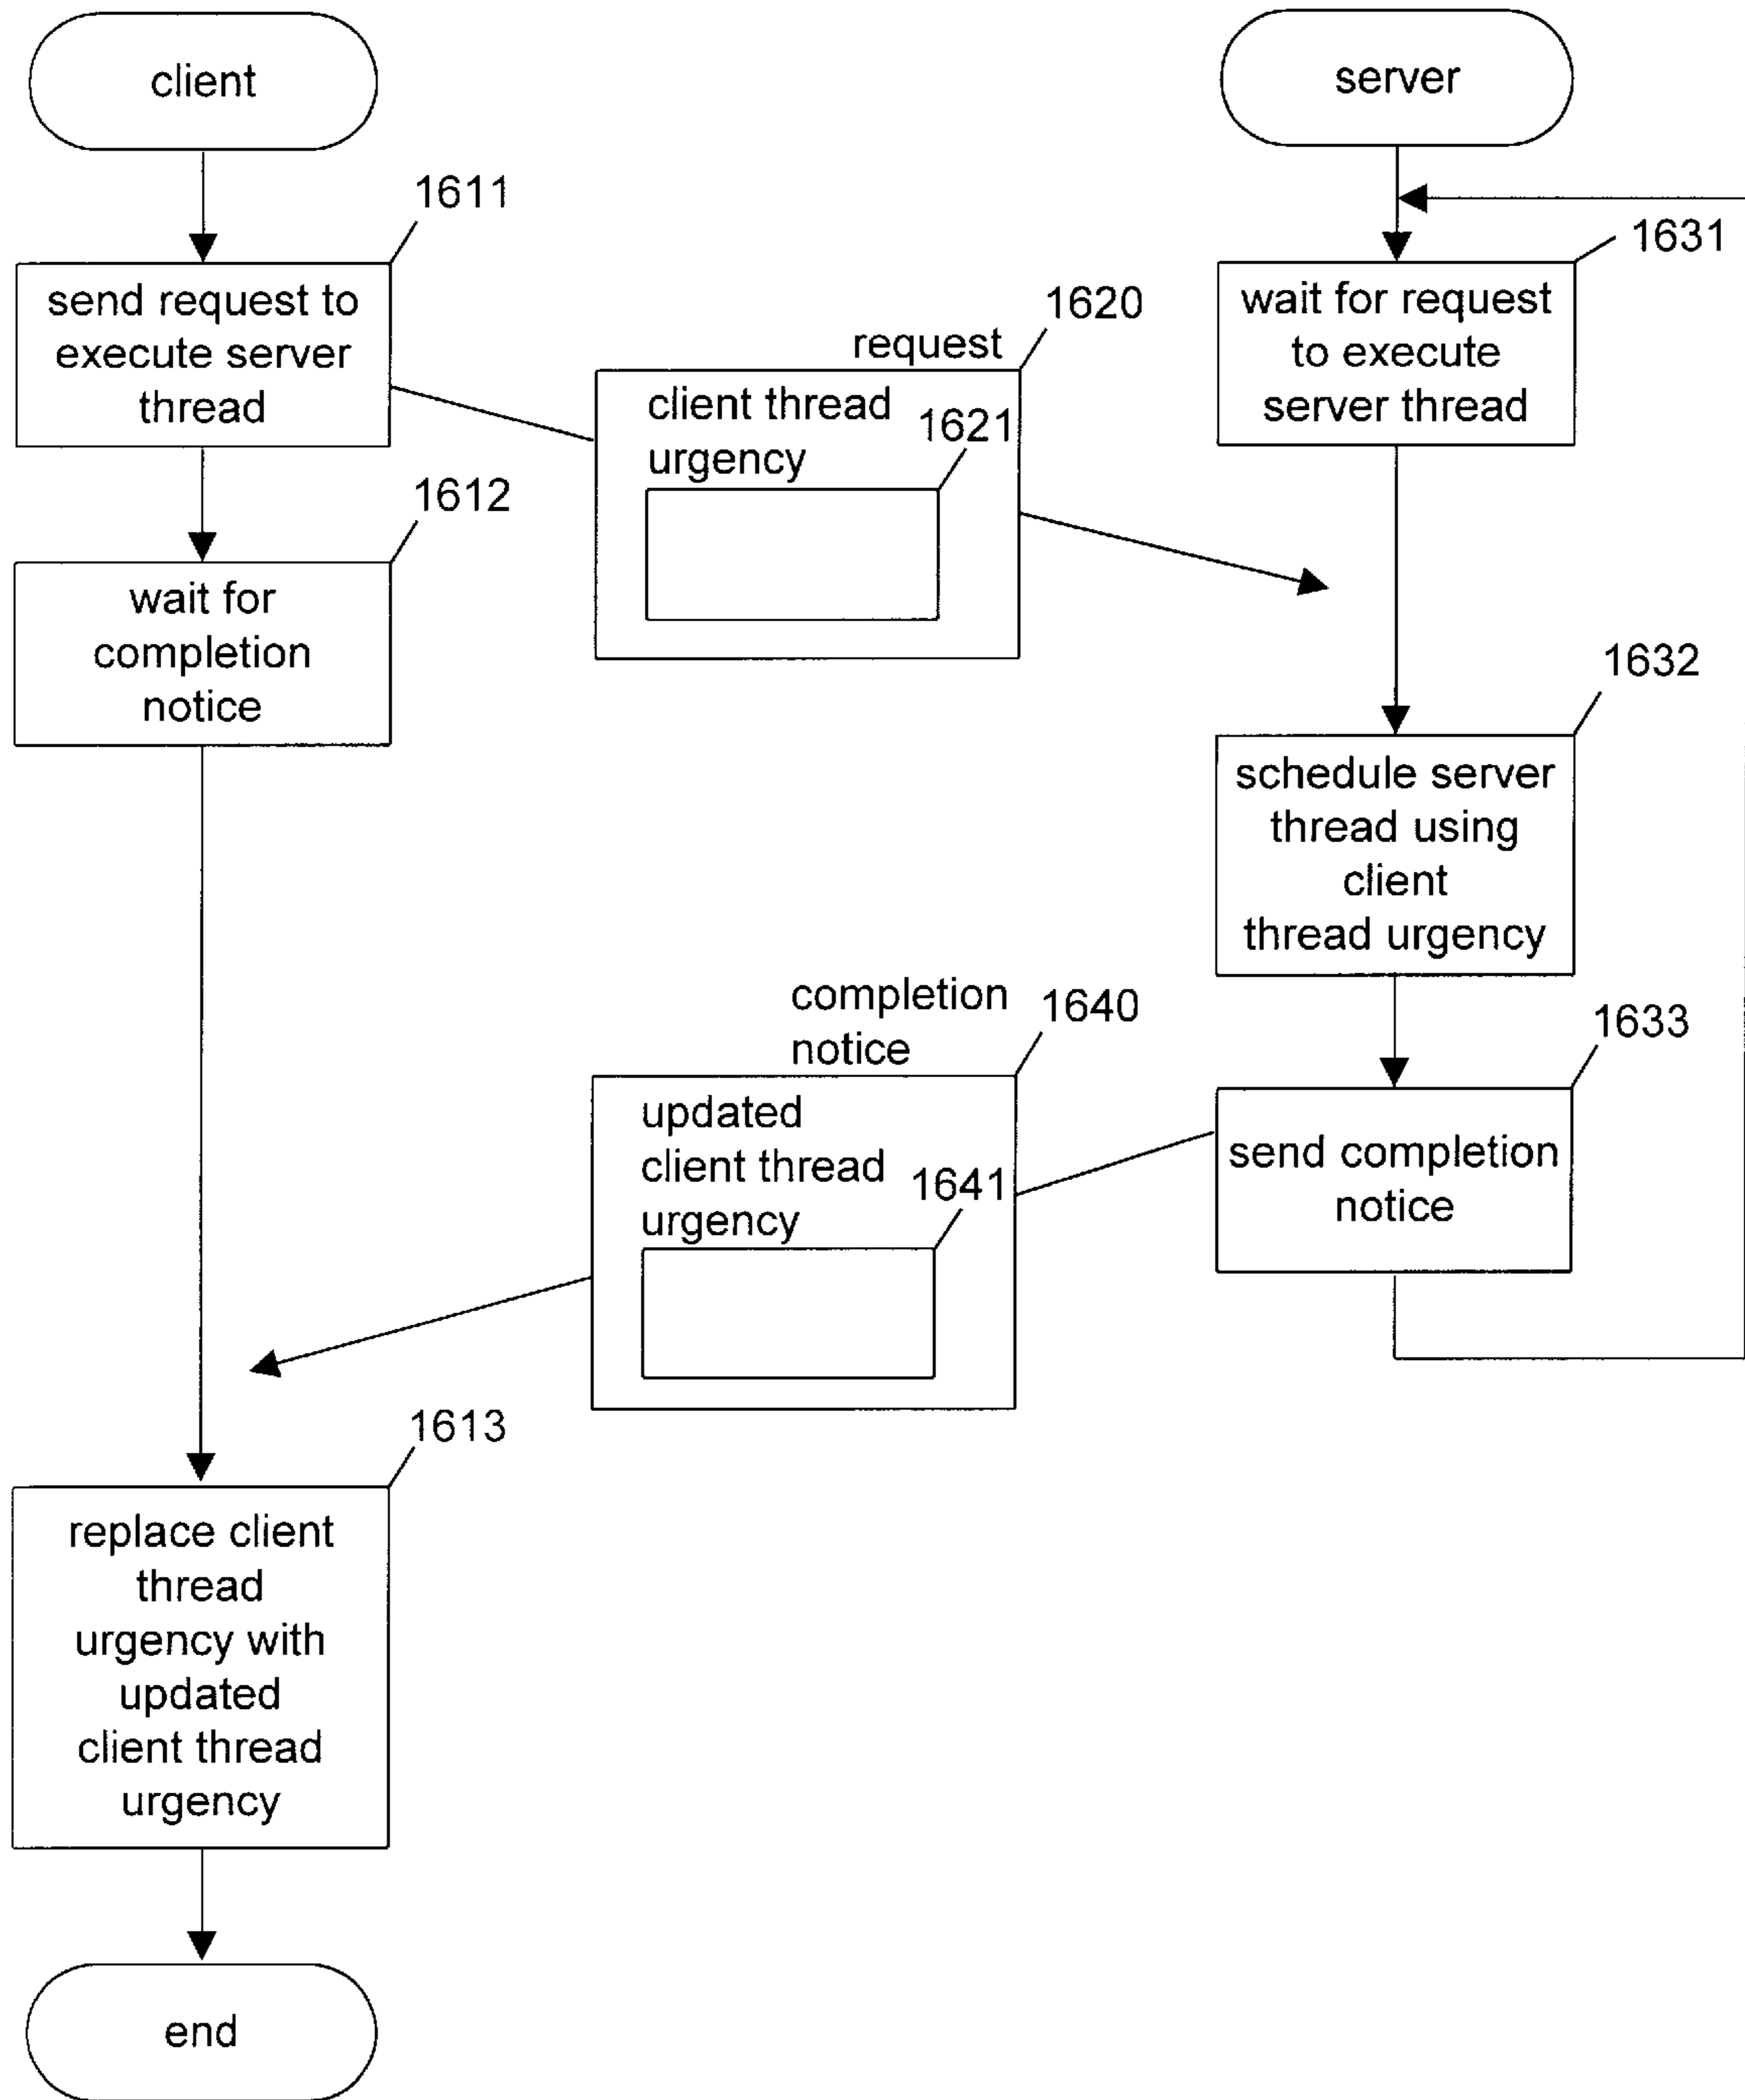 client
server
1611
send request to
execute server
thread
1631
wait for request
to execute
server thread
1620
request
client thread
urgency
1621
1612
wait for
completion
notice
1632
schedule server
thread using
client
thread urgency
1640
completion
notice
updated
client thread
urgency
1641
1633
send completion
notice
1613
replace client
thread
urgency with
updated
client thread
urgency
end